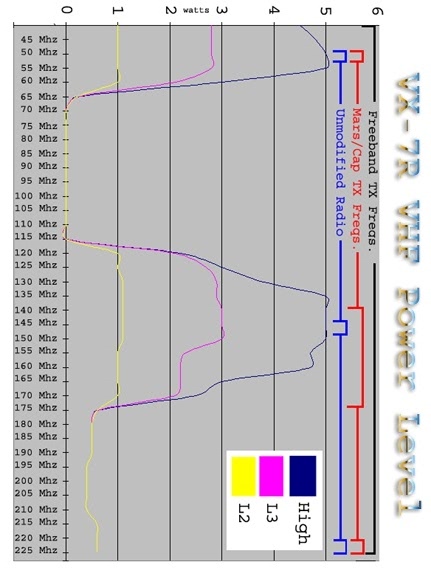 VX-7R VHF Power Level
0 1 2 3 watts 4 5 6
Freeband TX Freqs.
Mars/Cap TX Freqs.
Unmodified Radio
High
L3
L2
45 Mhz
50 Mhz
55 Mhz
60 Mhz
65 Mhz
70 Mhz
75 Mhz
80 Mhz
85 Mhz
90 Mhz
95 Mhz
100 Mhz
105 Mhz
110 Mhz
115 Mhz
120 Mhz
125 Mhz
130 Mhz
135 Mhz
140 Mhz
145 Mhz
150 Mhz
155 Mhz
160 Mhz
165 Mhz
170 Mhz
175 Mhz
180 Mhz
185 Mhz
190 Mhz
195 Mhz
200 Mhz
205 Mhz
210 Mhz
215 Mhz
220 Mhz
225 Mhz